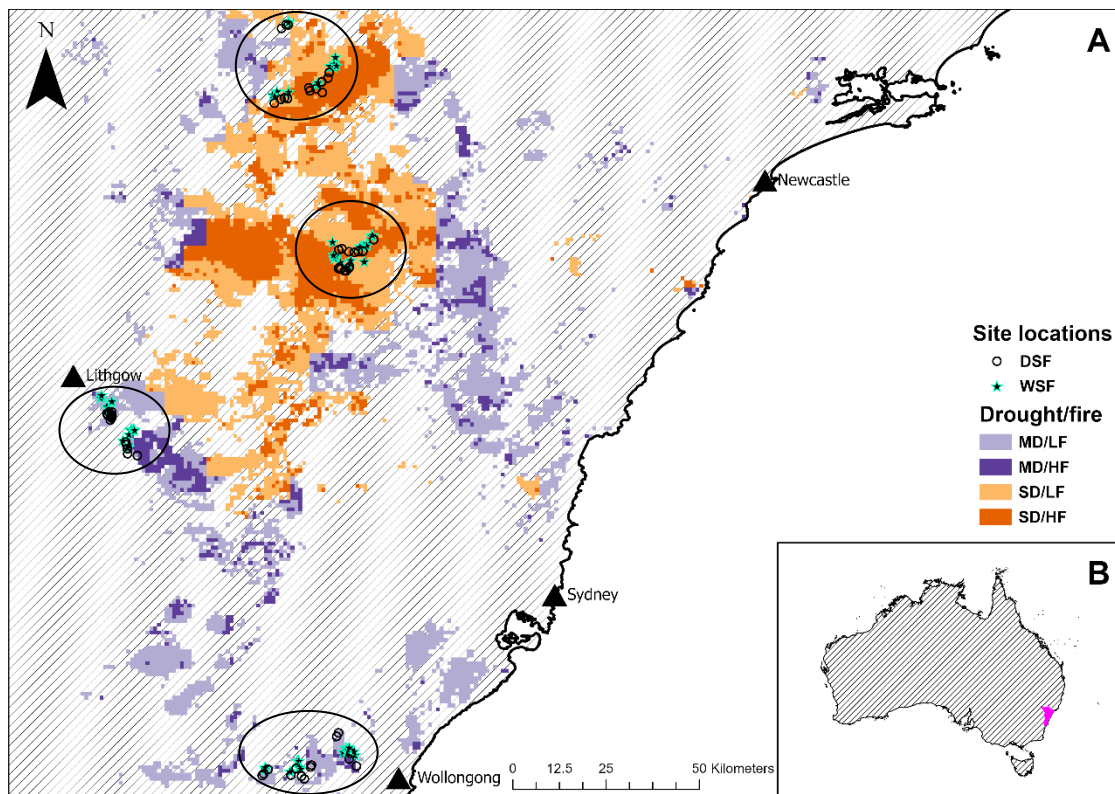 N
A
Newcastle
Lithgow
Site locations
DSF
WSF
Drought/fire
MD/LF
MD/HF
SD/LF
SD/HF
B
Sydney
Wollongong
0 12.5 25 50 Kilometers